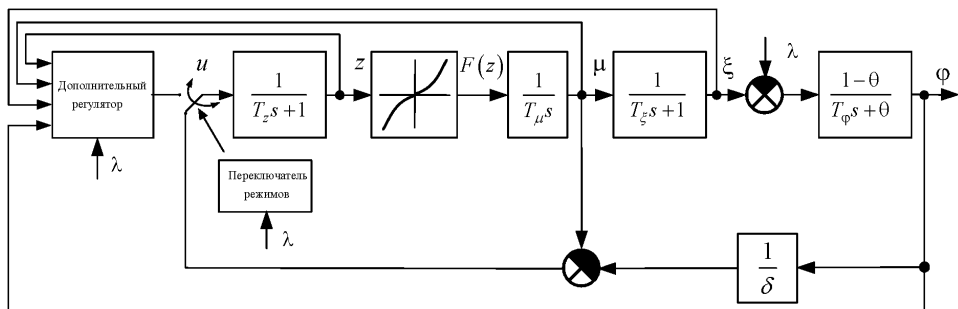 Дополнительный
регулятор
λ
u
1
T_z s + 1
z
F(z)
1
T_μ s
μ
1
T_ξ s + 1
ξ
λ
1 − θ
T_φ s + θ
φ
Переключатель
режимов
λ
1
δ